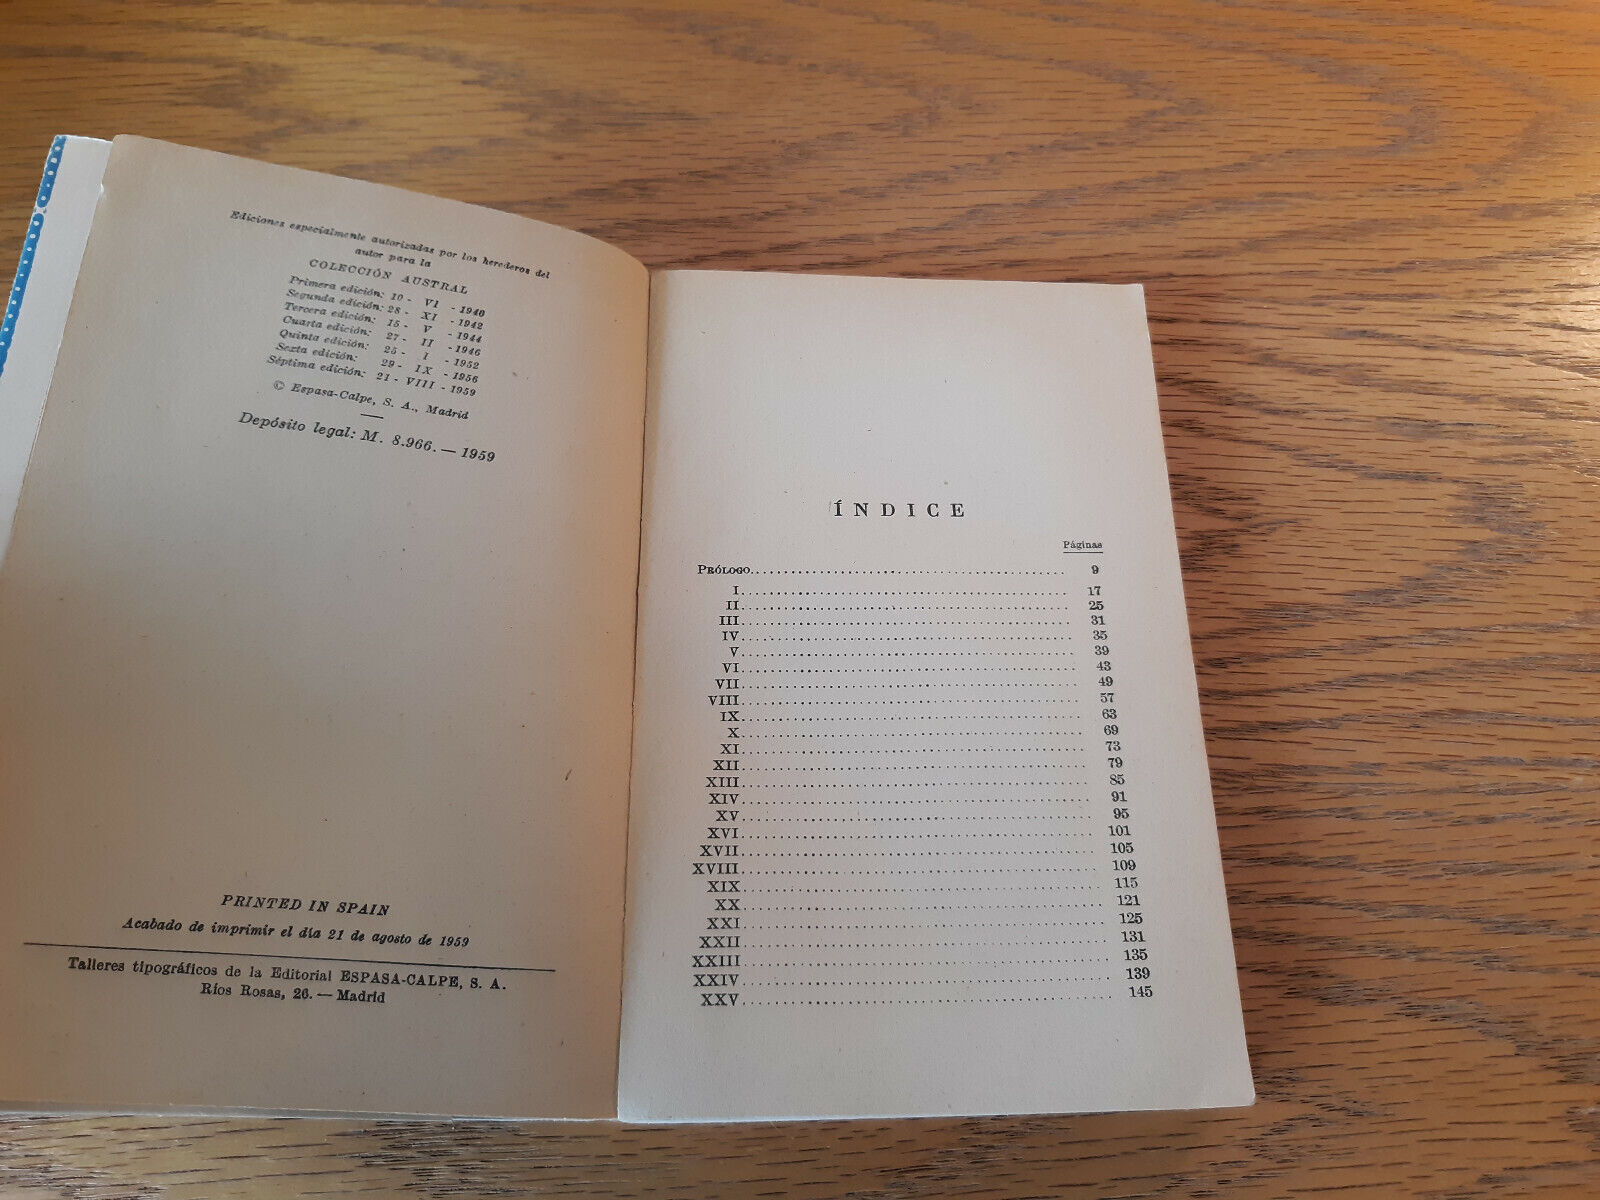 Ediciones especialmente autorizadas por los herederos del
autor para la
COLECCIÓN AUSTRAL
Primera edición: 10 - VI - 1940
Segunda edición: 28 - XI - 1942
Tercera edición: 15 - V - 1944
Cuarta edición: 27 - II - 1946
Quinta edición: 25 - I - 1952
Sexta edición: 29 - IX - 1956
Séptima edición: 21 - VIII - 1959
© Espasa-Calpe, S. A., Madrid
Depósito legal: M. 8.966. — 1959
PRINTED IN SPAIN
Acabado de imprimir el día 21 de agosto de 1959
Talleres tipográficos de la Editorial ESPASA-CALPE, S. A.
Ríos Rosas, 26. — Madrid
ÍNDICE
Páginas
PRÓLOGO 9
I 17
II 25
III 31
IV 35
V 39
VI 43
VII 49
VIII 57
IX 63
X 69
XI 73
XII 79
XIII 85
XIV 91
XV 95
XVI 101
XVII 105
XVIII 109
XIX 115
XX 121
XXI 125
XXII 131
XXIII 135
XXIV 139
XXV 145